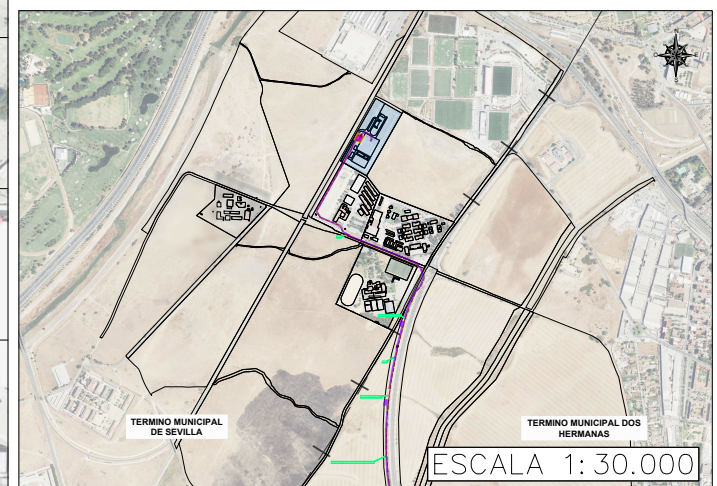 TERMINO MUNICIPAL
DE SEVILLA
TERMINO MUNICIPAL DOS
HERMANAS
ESCALA 1:30.000